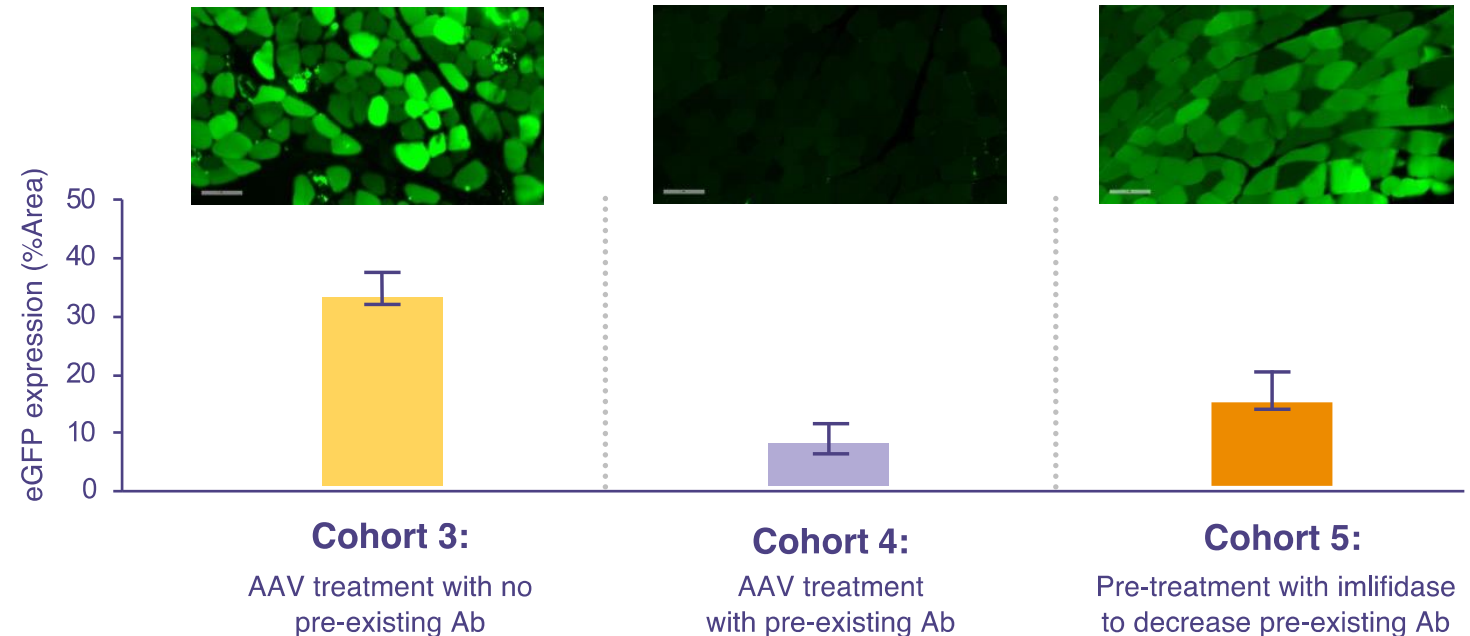 eGFP expression (%Area)
50
40
30
20
10
0
Cohort 3:
AAV treatment with no
pre-existing Ab
Cohort 4:
AAV treatment
with pre-existing Ab
Cohort 5:
Pre-treatment with imlifidase
to decrease pre-existing Ab